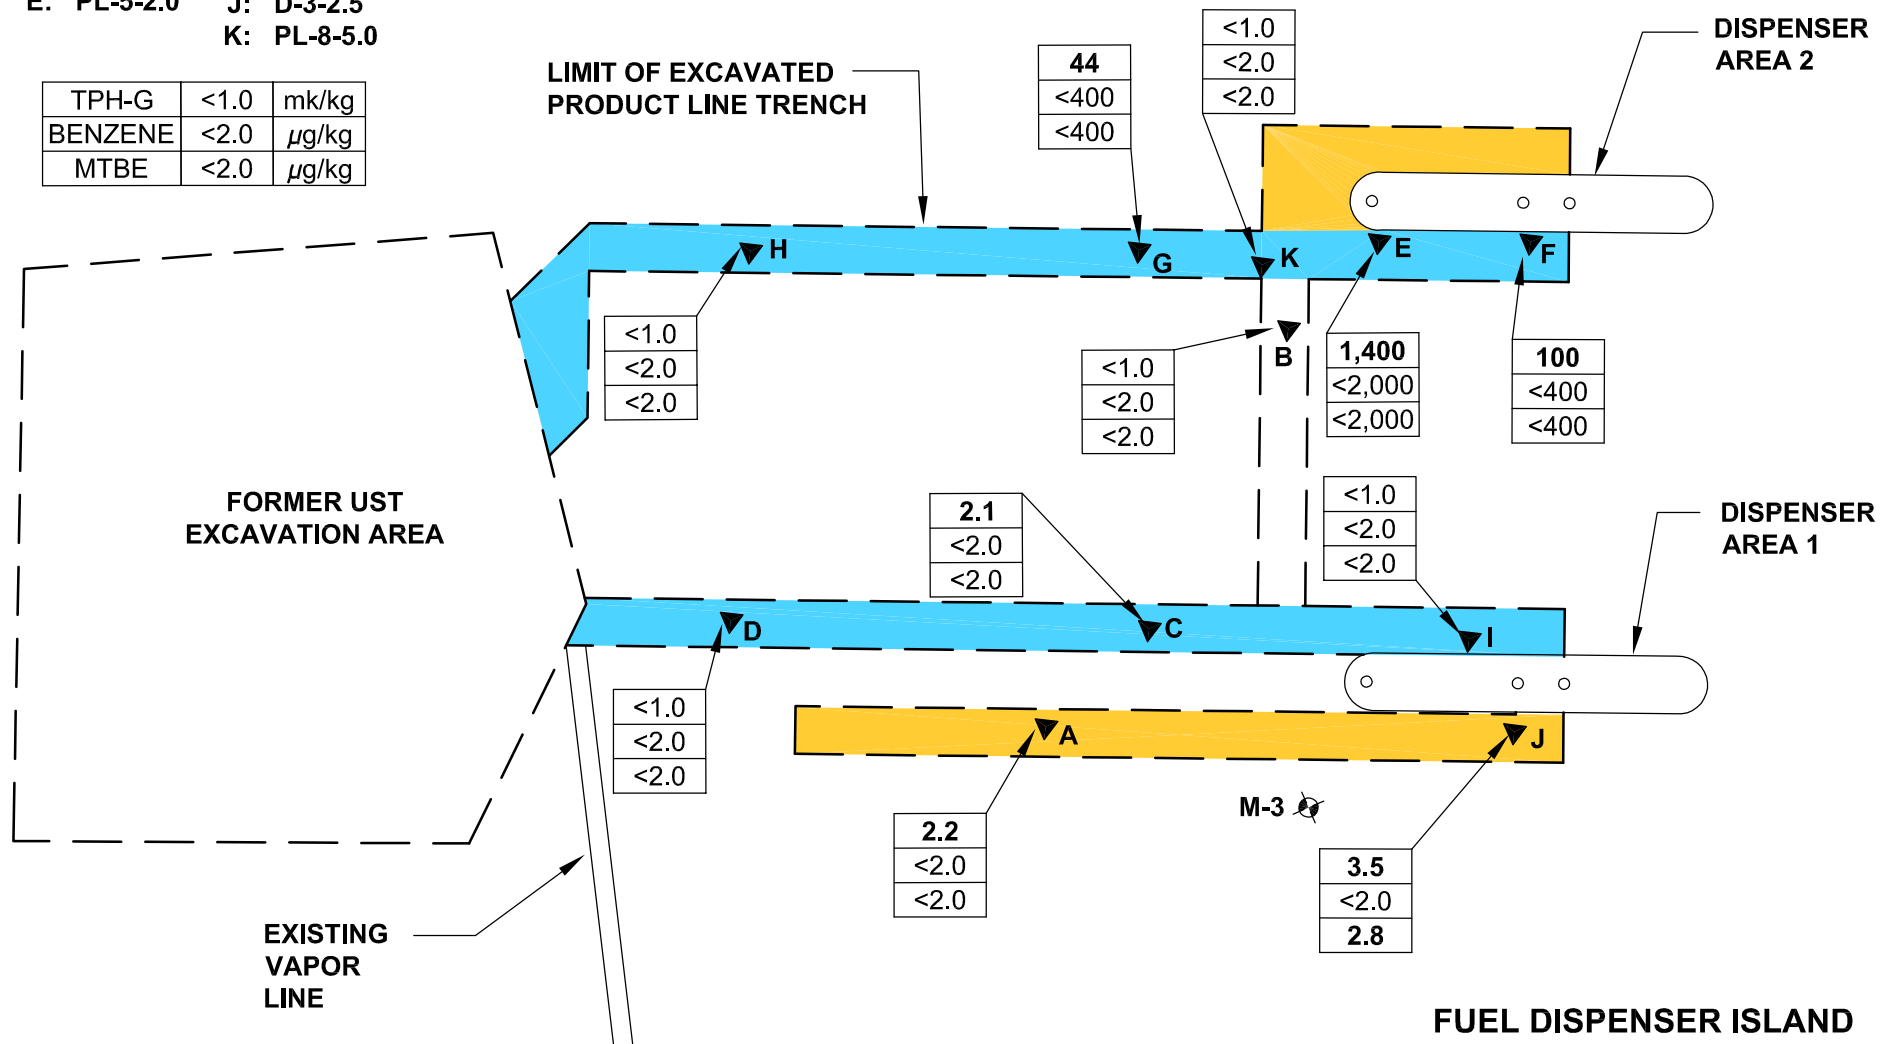 E: PL-5-2.0 J: D-3-2.5
K: PL-8-5.0
TPH-G <1.0 mk/kg
BENZENE <2.0 µg/kg
MTBE <2.0 µg/kg
LIMIT OF EXCAVATED
PRODUCT LINE TRENCH
44
<400
<400
<1.0
<2.0
<2.0
DISPENSER
AREA 2
H
G
K
E
F
<1.0
<2.0
<2.0
B
<1.0
<2.0
<2.0
1,400
<2,000
<2,000
100
<400
<400
FORMER UST
EXCAVATION AREA
2.1
<2.0
<2.0
<1.0
<2.0
<2.0
DISPENSER
AREA 1
D
C
I
<1.0
<2.0
<2.0
A
J
M-3
2.2
<2.0
<2.0
3.5
<2.0
2.8
EXISTING
VAPOR
LINE
FUEL DISPENSER ISLAND